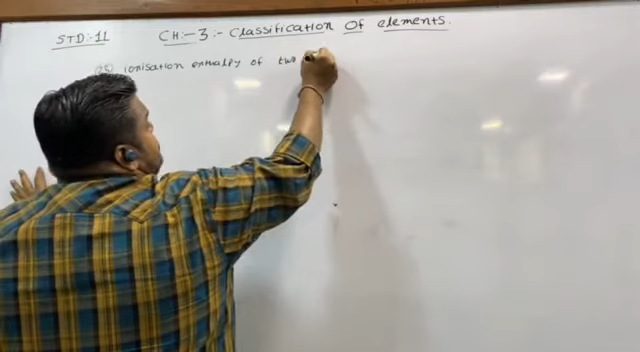 STD:-11 CH:-3:- Classification Of elements.
ionisation enthalpy of two